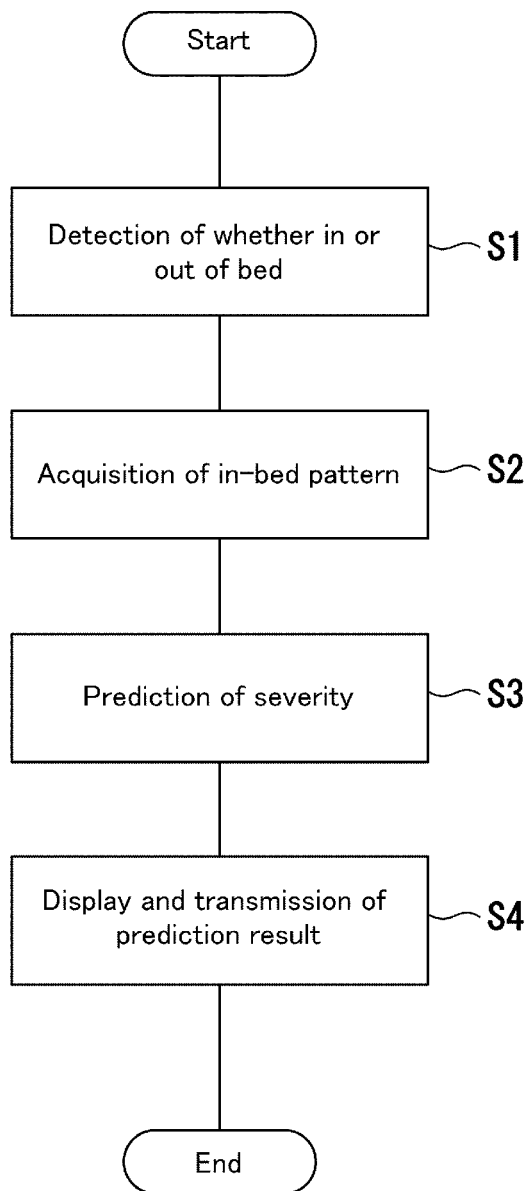 Start
Detection of whether in or
out of bed
S1
Acquisition of in-bed pattern
S2
Prediction of severity
S3
Display and transmission of
prediction result
S4
End